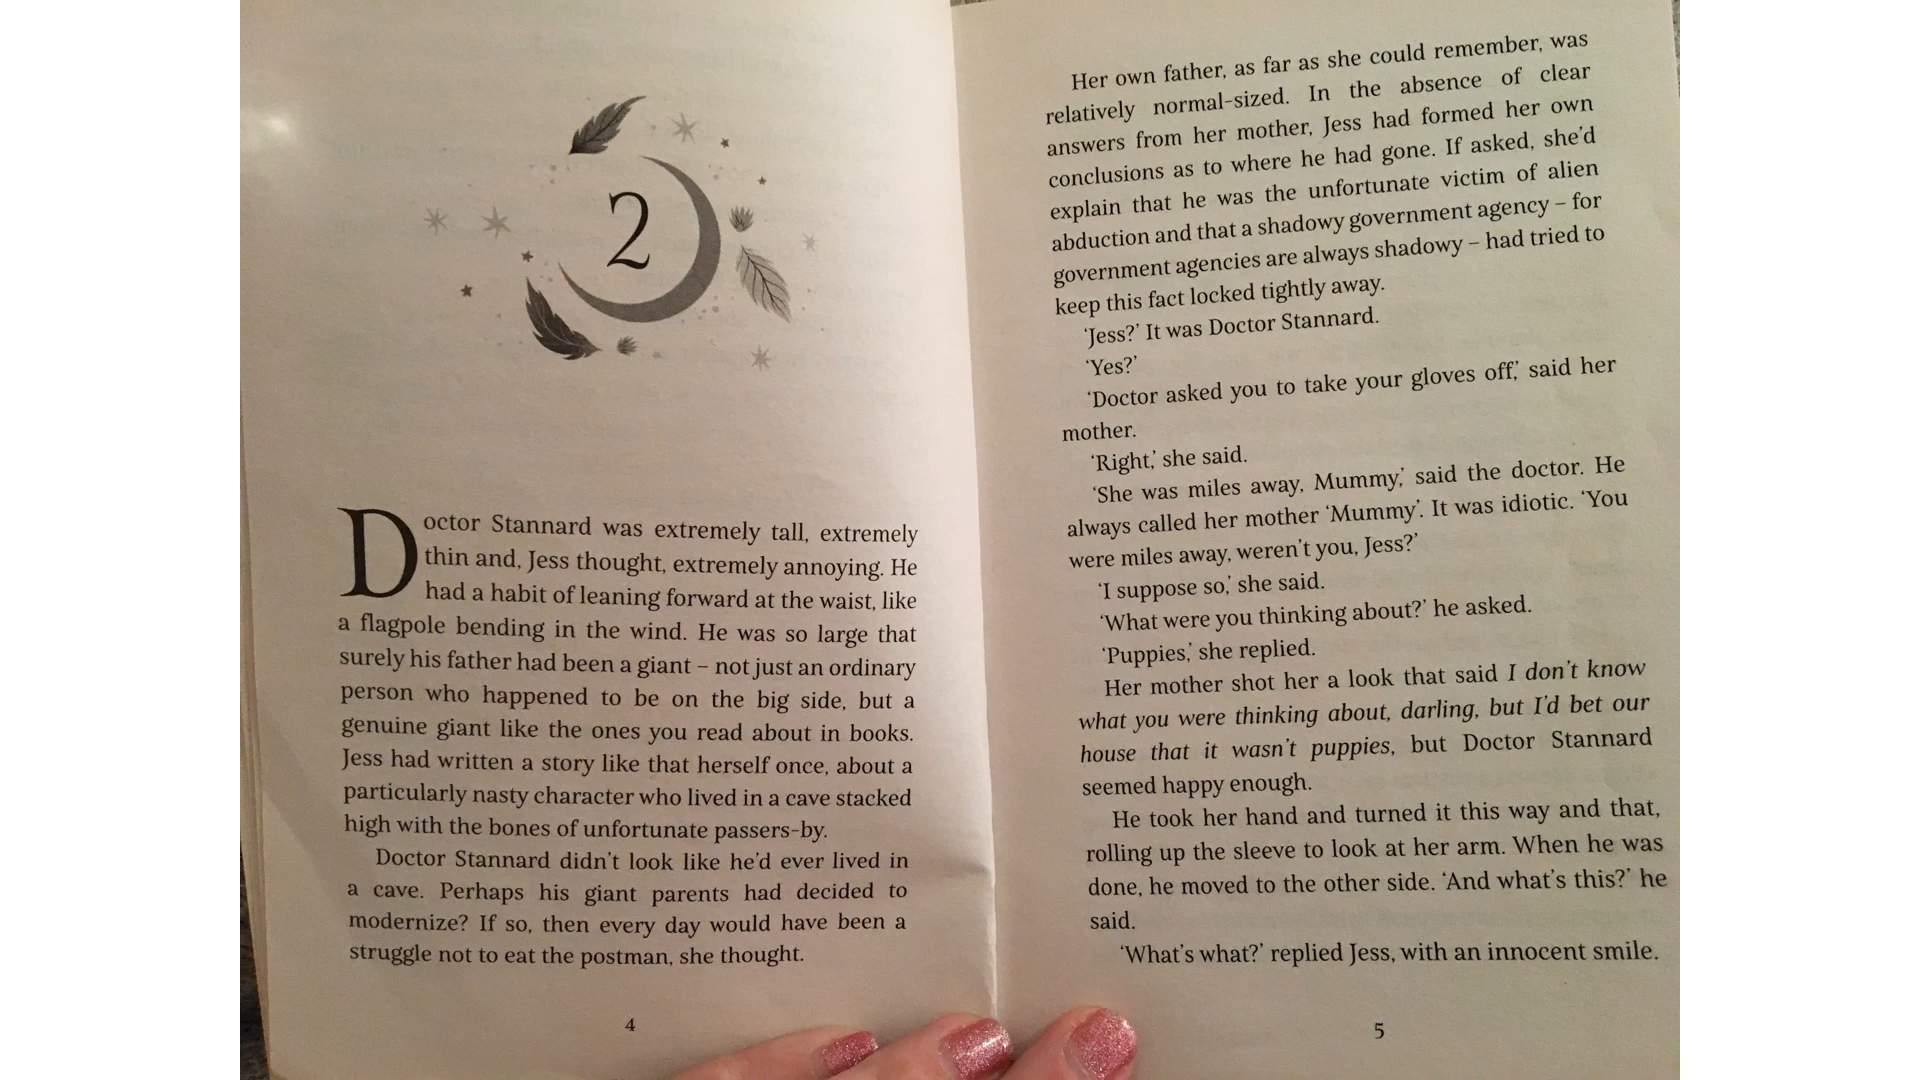 2
Doctor Stannard was extremely tall, extremely
thin and, Jess thought, extremely annoying. He
had a habit of leaning forward at the waist, like
a flagpole bending in the wind. He was so large that
surely his father had been a giant – not just an ordinary
person who happened to be on the big side, but a
genuine giant like the ones you read about in books.
Jess had written a story like that herself once, about a
particularly nasty character who lived in a cave stacked
high with the bones of unfortunate passers-by.
Doctor Stannard didn't look like he'd ever lived in
a cave. Perhaps his giant parents had decided to
modernize? If so, then every day would have been a
struggle not to eat the postman, she thought.
4
Her own father, as far as she could remember, was
relatively normal-sized. In the absence of clear
answers from her mother, Jess had formed her own
conclusions as to where he had gone. If asked, she'd
explain that he was the unfortunate victim of alien
abduction and that a shadowy government agency – for
government agencies are always shadowy – had tried to
keep this fact locked tightly away.
'Jess?' It was Doctor Stannard.
'Yes?'
'Doctor asked you to take your gloves off,' said her
mother.
'Right,' she said.
'She was miles away, Mummy,' said the doctor. He
always called her mother 'Mummy'. It was idiotic. 'You
were miles away, weren't you, Jess?'
'I suppose so,' she said.
'What were you thinking about?' he asked.
'Puppies,' she replied.
Her mother shot her a look that said I don't know
what you were thinking about, darling, but I'd bet our
house that it wasn't puppies, but Doctor Stannard
seemed happy enough.
He took her hand and turned it this way and that,
rolling up the sleeve to look at her arm. When he was
done, he moved to the other side. 'And what's this?' he
said.
'What's what?' replied Jess, with an innocent smile.
5